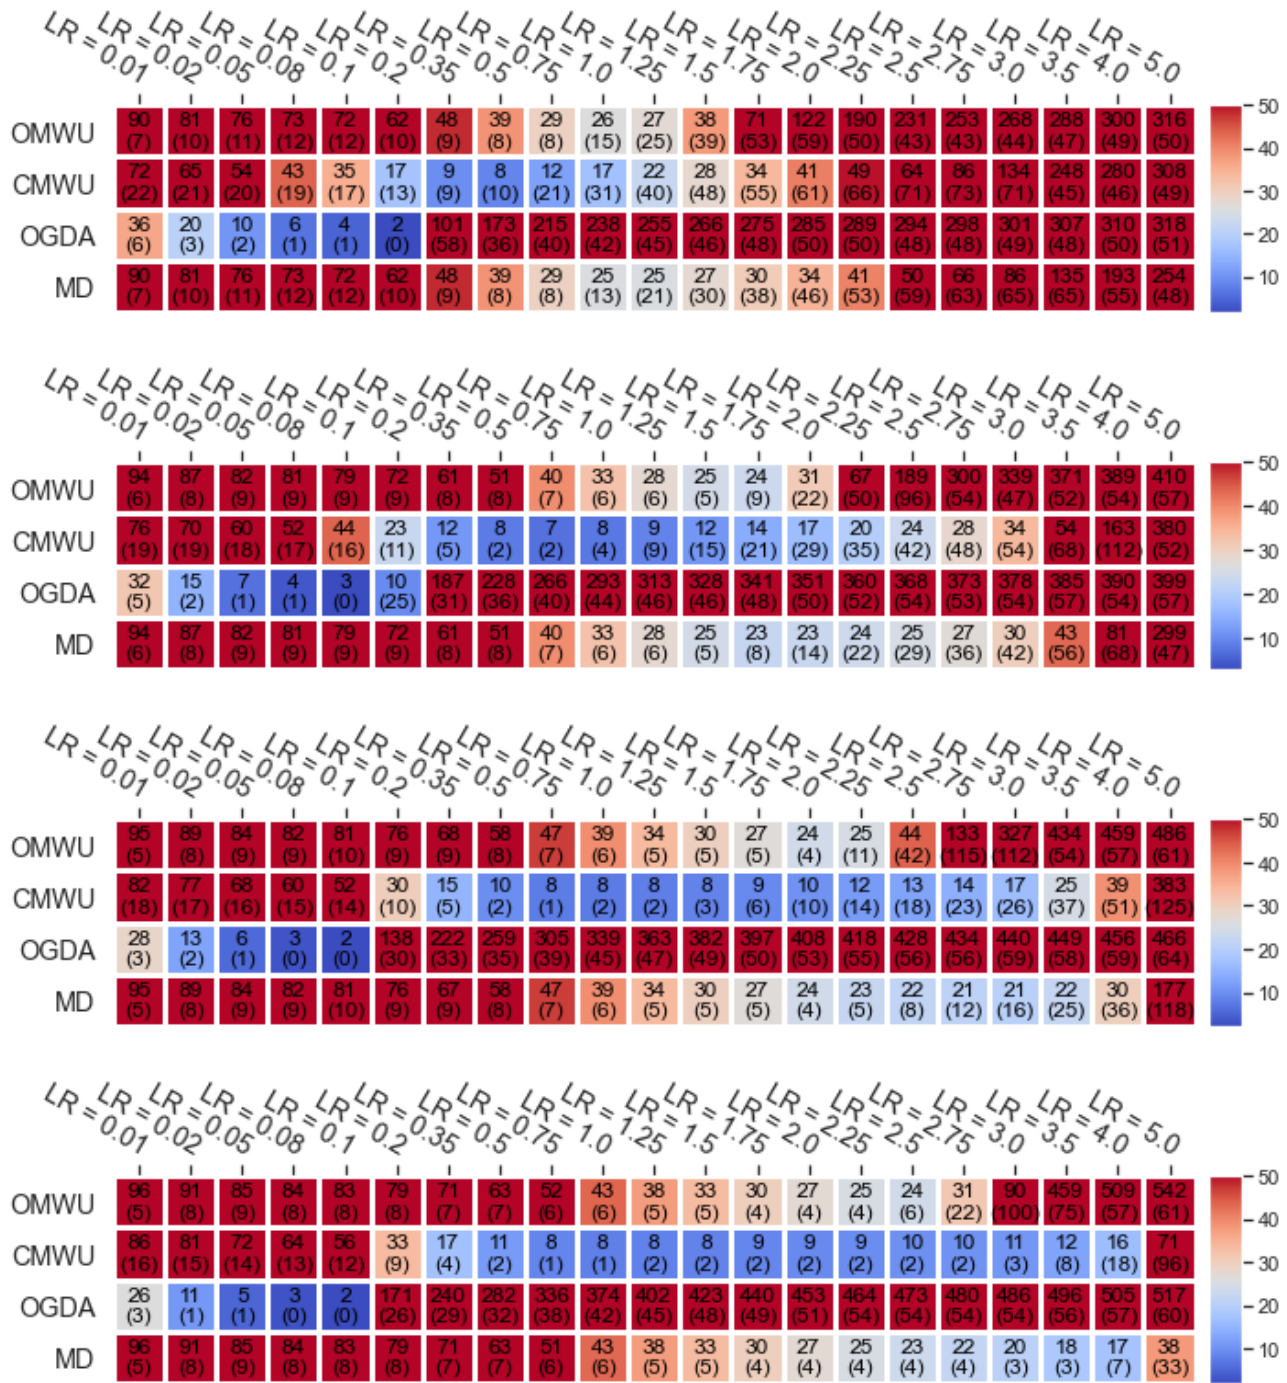 LR = 0.01 LR = 0.02 LR = 0.05 LR = 0.08 LR = 0.1 LR = 0.2 LR = 0.35 LR = 0.5 LR = 0.75 LR = 1.0 LR = 1.25 LR = 1.5 LR = 1.75 LR = 2.0 LR = 2.25 LR = 2.5 LR = 2.75 LR = 3.0 LR = 3.5 LR = 4.0 LR = 5.0
OMWU 90 81 76 73 72 62 48 39 29 26 27 38 71 122 190 231 253 268 288 300 316
(7) (10) (11) (12) (12) (10) (9) (8) (8) (15) (25) (39) (53) (59) (50) (43) (43) (44) (47) (49) (50)
CMWU 72 65 54 43 35 17 9 8 12 17 22 28 34 41 49 64 86 134 248 280 308
(22) (21) (20) (19) (17) (13) (9) (10) (21) (31) (40) (48) (55) (61) (66) (71) (73) (71) (45) (46) (49)
OGDA 36 20 10 6 4 2 101 173 215 238 255 266 275 285 289 294 298 301 307 310 318
(6) (3) (2) (1) (1) (0) (58) (36) (40) (42) (45) (46) (48) (50) (50) (48) (48) (49) (48) (50) (51)
MD 90 81 76 73 72 62 48 39 29 25 25 27 30 34 41 50 66 86 135 193 254
(7) (10) (11) (12) (12) (10) (9) (8) (8) (13) (21) (30) (38) (46) (53) (59) (63) (65) (65) (55) (48)
50
40
30
20
10
LR = 0.01 LR = 0.02 LR = 0.05 LR = 0.08 LR = 0.1 LR = 0.2 LR = 0.35 LR = 0.5 LR = 0.75 LR = 1.0 LR = 1.25 LR = 1.5 LR = 1.75 LR = 2.0 LR = 2.25 LR = 2.5 LR = 2.75 LR = 3.0 LR = 3.5 LR = 4.0 LR = 5.0
OMWU 94 87 82 81 79 72 61 51 40 33 28 25 24 31 67 189 300 339 371 389 410
(6) (8) (9) (9) (9) (9) (8) (8) (7) (6) (6) (5) (9) (22) (50) (96) (54) (47) (52) (54) (57)
CMWU 76 70 60 52 44 23 12 8 7 8 9 12 14 17 20 24 28 34 54 163 380
(19) (19) (18) (17) (16) (11) (5) (2) (2) (4) (9) (15) (21) (29) (35) (42) (48) (54) (68) (112) (52)
OGDA 32 15 7 4 3 10 187 228 266 293 313 328 341 351 360 368 373 378 385 390 399
(5) (2) (1) (1) (0) (25) (31) (36) (40) (44) (46) (46) (48) (50) (52) (54) (53) (54) (57) (54) (57)
MD 94 87 82 81 79 72 61 51 40 33 28 25 23 23 24 25 27 30 43 81 299
(6) (8) (9) (9) (9) (9) (8) (8) (7) (6) (6) (5) (8) (14) (22) (29) (36) (42) (56) (68) (47)
50
40
30
20
10
LR = 0.01 LR = 0.02 LR = 0.05 LR = 0.08 LR = 0.1 LR = 0.2 LR = 0.35 LR = 0.5 LR = 0.75 LR = 1.0 LR = 1.25 LR = 1.5 LR = 1.75 LR = 2.0 LR = 2.25 LR = 2.5 LR = 2.75 LR = 3.0 LR = 3.5 LR = 4.0 LR = 5.0
OMWU 95 89 84 82 81 76 68 58 47 39 34 30 27 24 25 44 133 327 434 459 486
(5) (8) (9) (9) (10) (9) (9) (8) (7) (6) (5) (5) (5) (4) (11) (42) (115) (112) (54) (57) (61)
CMWU 82 77 68 60 52 30 15 10 8 8 8 8 9 10 12 13 14 17 25 39 383
(18) (17) (16) (15) (14) (10) (5) (2) (1) (2) (2) (3) (6) (10) (14) (18) (23) (26) (37) (51) (125)
OGDA 28 13 6 3 2 138 222 259 305 339 363 382 397 408 418 428 434 440 449 456 466
(3) (2) (1) (0) (0) (30) (33) (35) (39) (45) (47) (49) (50) (53) (55) (56) (56) (59) (58) (59) (64)
MD 95 89 84 82 81 76 67 58 47 39 34 30 27 24 23 22 21 21 22 30 177
(5) (8) (9) (9) (10) (9) (9) (8) (7) (6) (5) (5) (5) (4) (5) (8) (12) (16) (25) (36) (118)
50
40
30
20
10
LR = 0.01 LR = 0.02 LR = 0.05 LR = 0.08 LR = 0.1 LR = 0.2 LR = 0.35 LR = 0.5 LR = 0.75 LR = 1.0 LR = 1.25 LR = 1.5 LR = 1.75 LR = 2.0 LR = 2.25 LR = 2.5 LR = 2.75 LR = 3.0 LR = 3.5 LR = 4.0 LR = 5.0
OMWU 96 91 85 84 83 79 71 63 52 43 38 33 30 27 25 24 31 90 459 509 542
(5) (8) (9) (8) (8) (8) (7) (7) (6) (6) (5) (5) (4) (4) (4) (6) (22) (100) (75) (57) (61)
CMWU 86 81 72 64 56 33 17 11 8 8 8 8 9 9 9 10 10 11 12 16 71
(16) (15) (14) (13) (12) (9) (4) (2) (1) (1) (2) (2) (2) (2) (2) (2) (2) (3) (8) (18) (96)
OGDA 26 11 5 3 2 171 240 282 336 374 402 423 440 453 464 473 480 486 496 505 517
(3) (1) (1) (0) (0) (26) (29) (32) (38) (42) (45) (48) (49) (51) (54) (54) (54) (54) (56) (57) (60)
MD 96 91 85 84 83 79 71 63 51 43 38 33 30 27 25 23 22 20 18 17 38
(5) (8) (9) (8) (8) (8) (7) (7) (6) (6) (5) (5) (4) (4) (4) (4) (4) (3) (3) (7) (33)
50
40
30
20
10